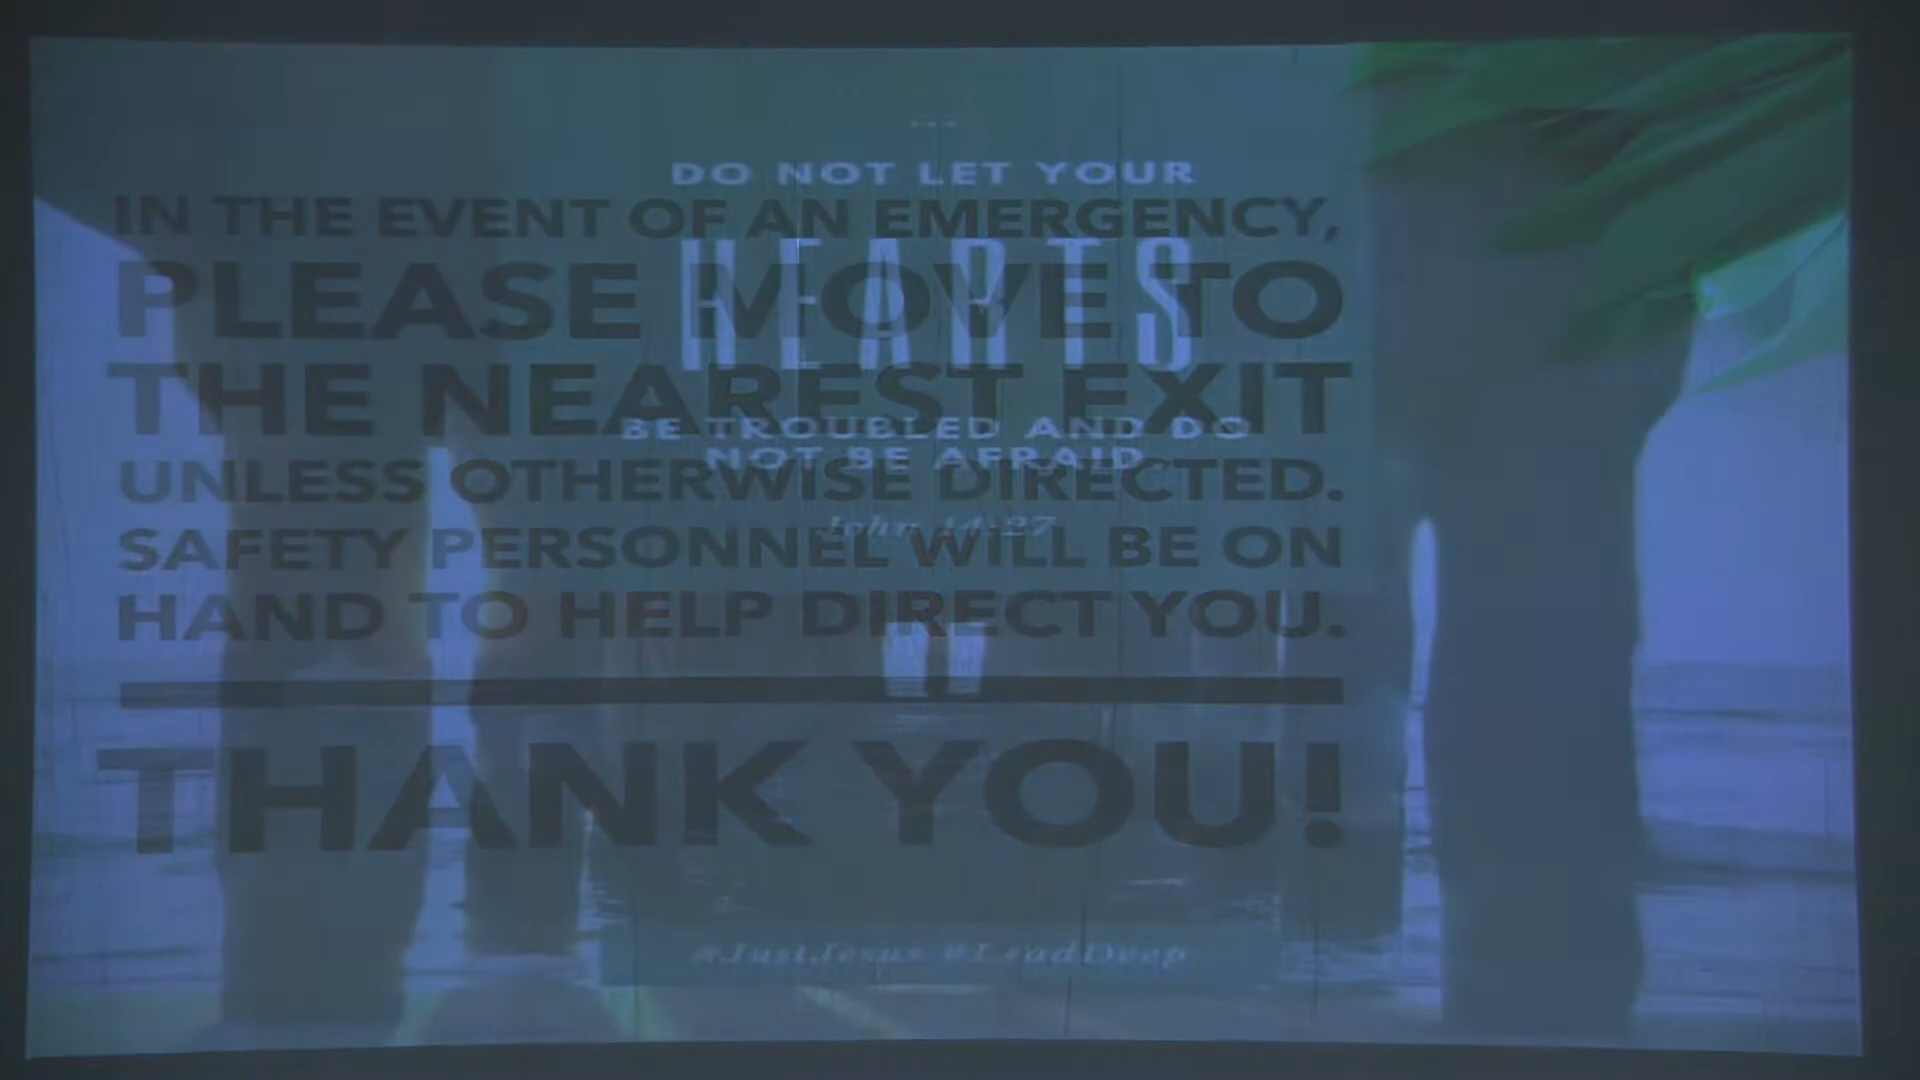 DO NOT LET YOUR
HEARTS
BE TROUBLED AND DO
NOT BE AFRAID
John 14:27
#JustJesus #LeadDeep
IN THE EVENT OF AN EMERGENCY,
PLEASE MOVE TO
THE NEAREST EXIT
UNLESS OTHERWISE DIRECTED.
SAFETY PERSONNEL WILL BE ON
HAND TO HELP DIRECT YOU.
THANK YOU!